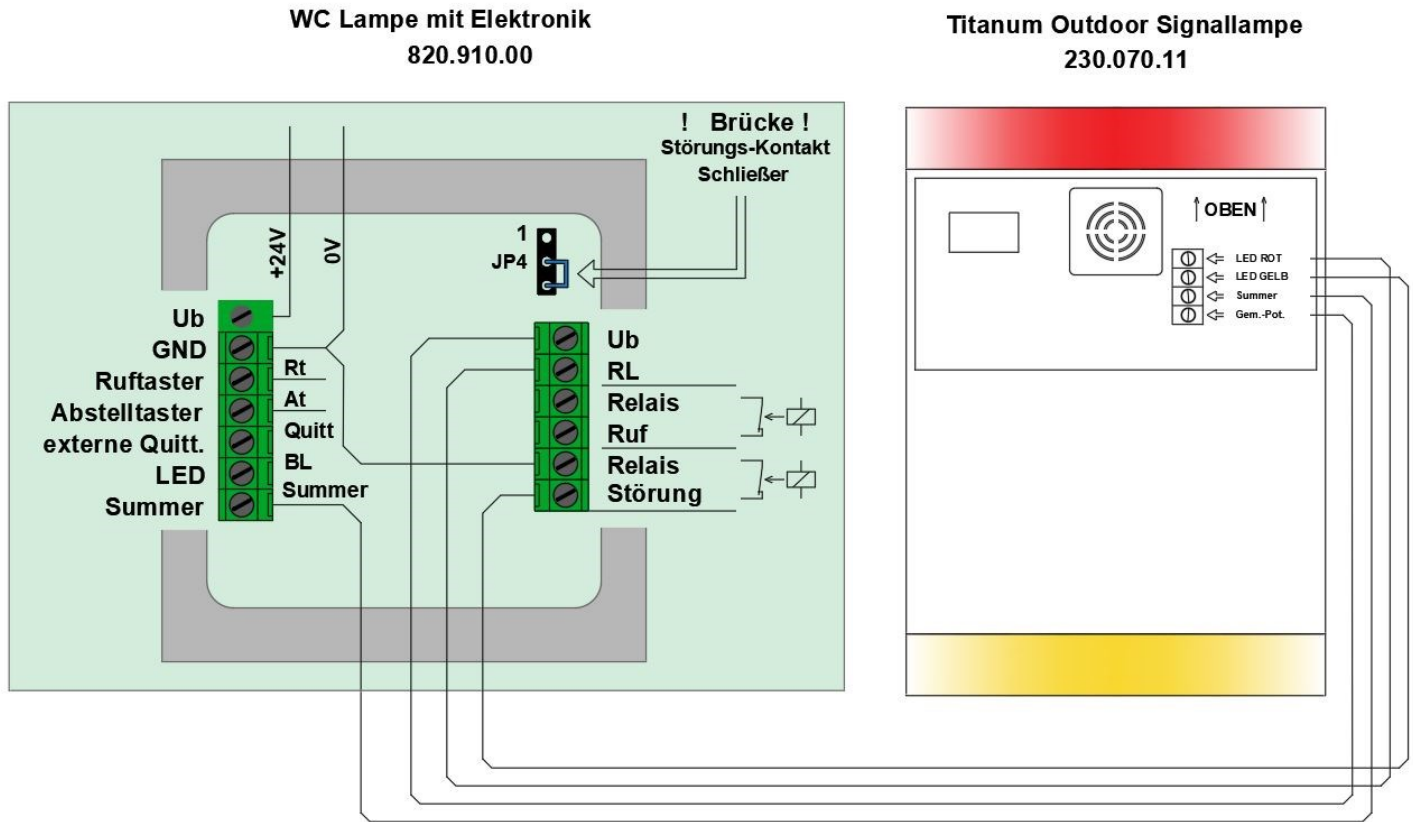 WC Lampe mit Elektronik
820.910.00
Titanum Outdoor Signallampe
230.070.11
! Brücke !
Störungs-Kontakt
Schließer
+24V
0V
1
JP4
Ub
GND
Ruftaster
Abstelltaster
externe Quitt.
LED
Summer
Rt
At
Quitt
BL
Summer
Ub
RL
Relais
Ruf
Relais
Störung
OBEN
LED ROT
LED GELB
Summer
Gem.-Pot.